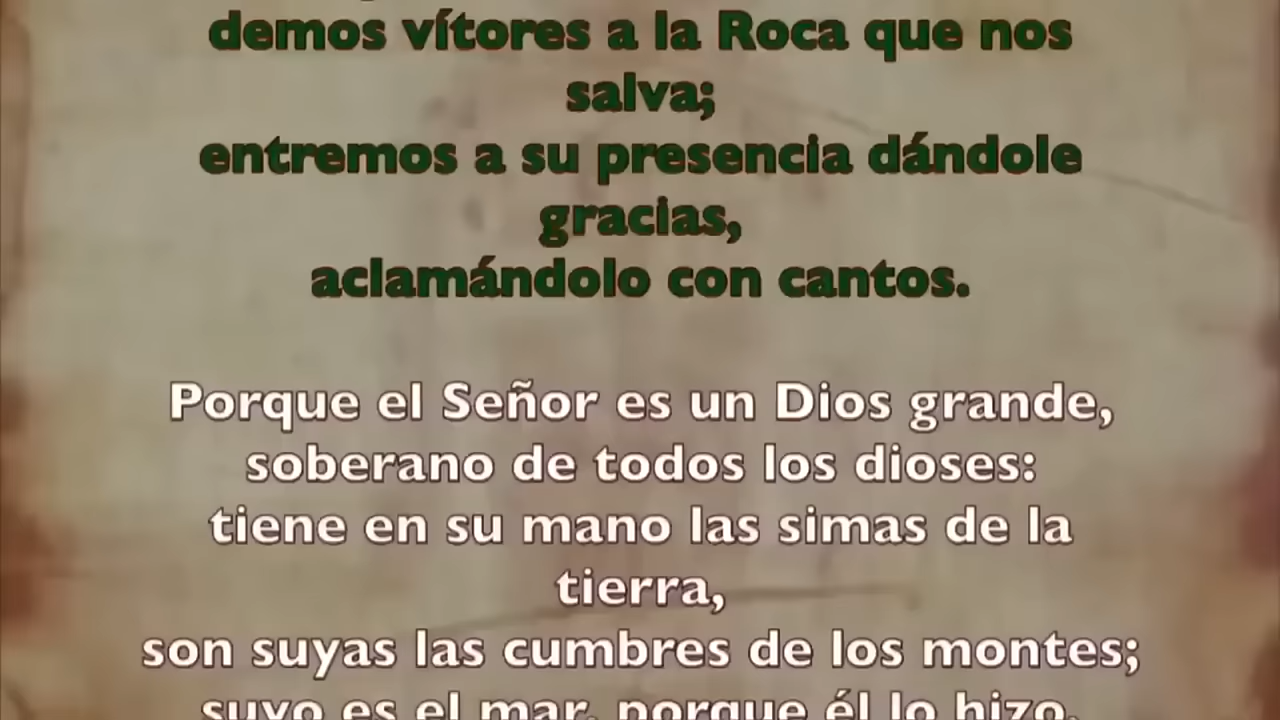 demos vítores a la Roca que nos
salva;
entremos a su presencia dándole
gracias,
aclamándolo con cantos.
Porque el Señor es un Dios grande,
soberano de todos los dioses:
tiene en su mano las simas de la
tierra,
son suyas las cumbres de los montes;
suyo es el mar, porque él lo hizo,